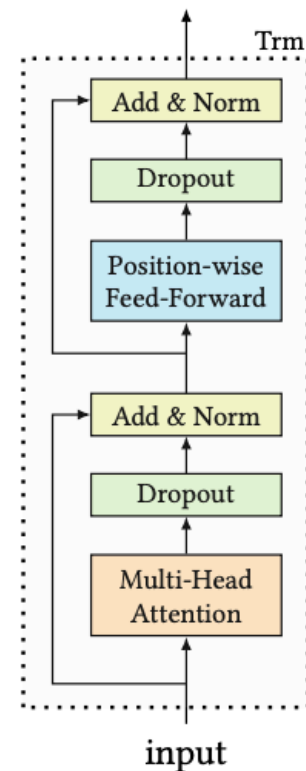 Trm
Add & Norm
Dropout
Position-wise
Feed-Forward
Add & Norm
Dropout
Multi-Head
Attention
input